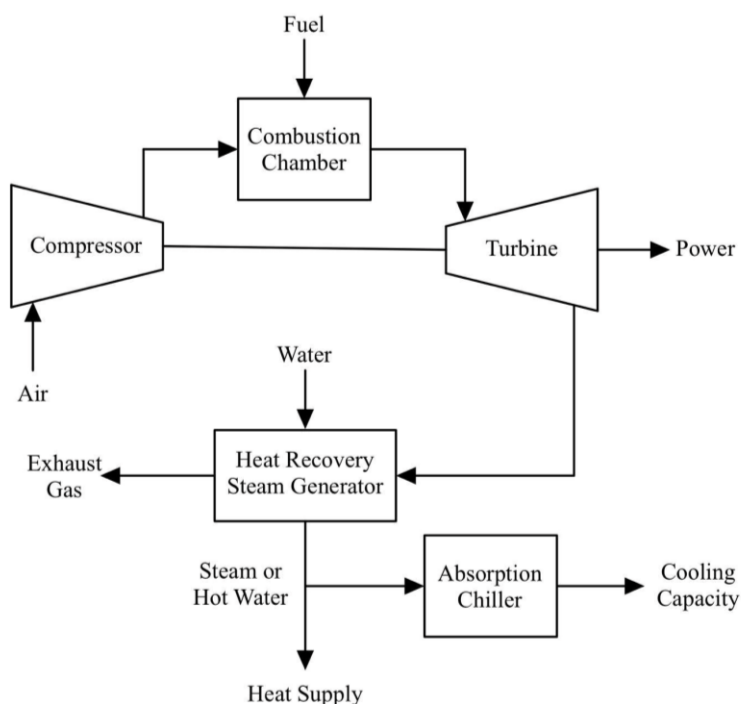 Fuel
Combustion
Chamber
Compressor
Turbine
Power
Air
Water
Heat Recovery
Steam Generator
Exhaust
Gas
Steam or
Hot Water
Absorption
Chiller
Cooling
Capacity
Heat Supply